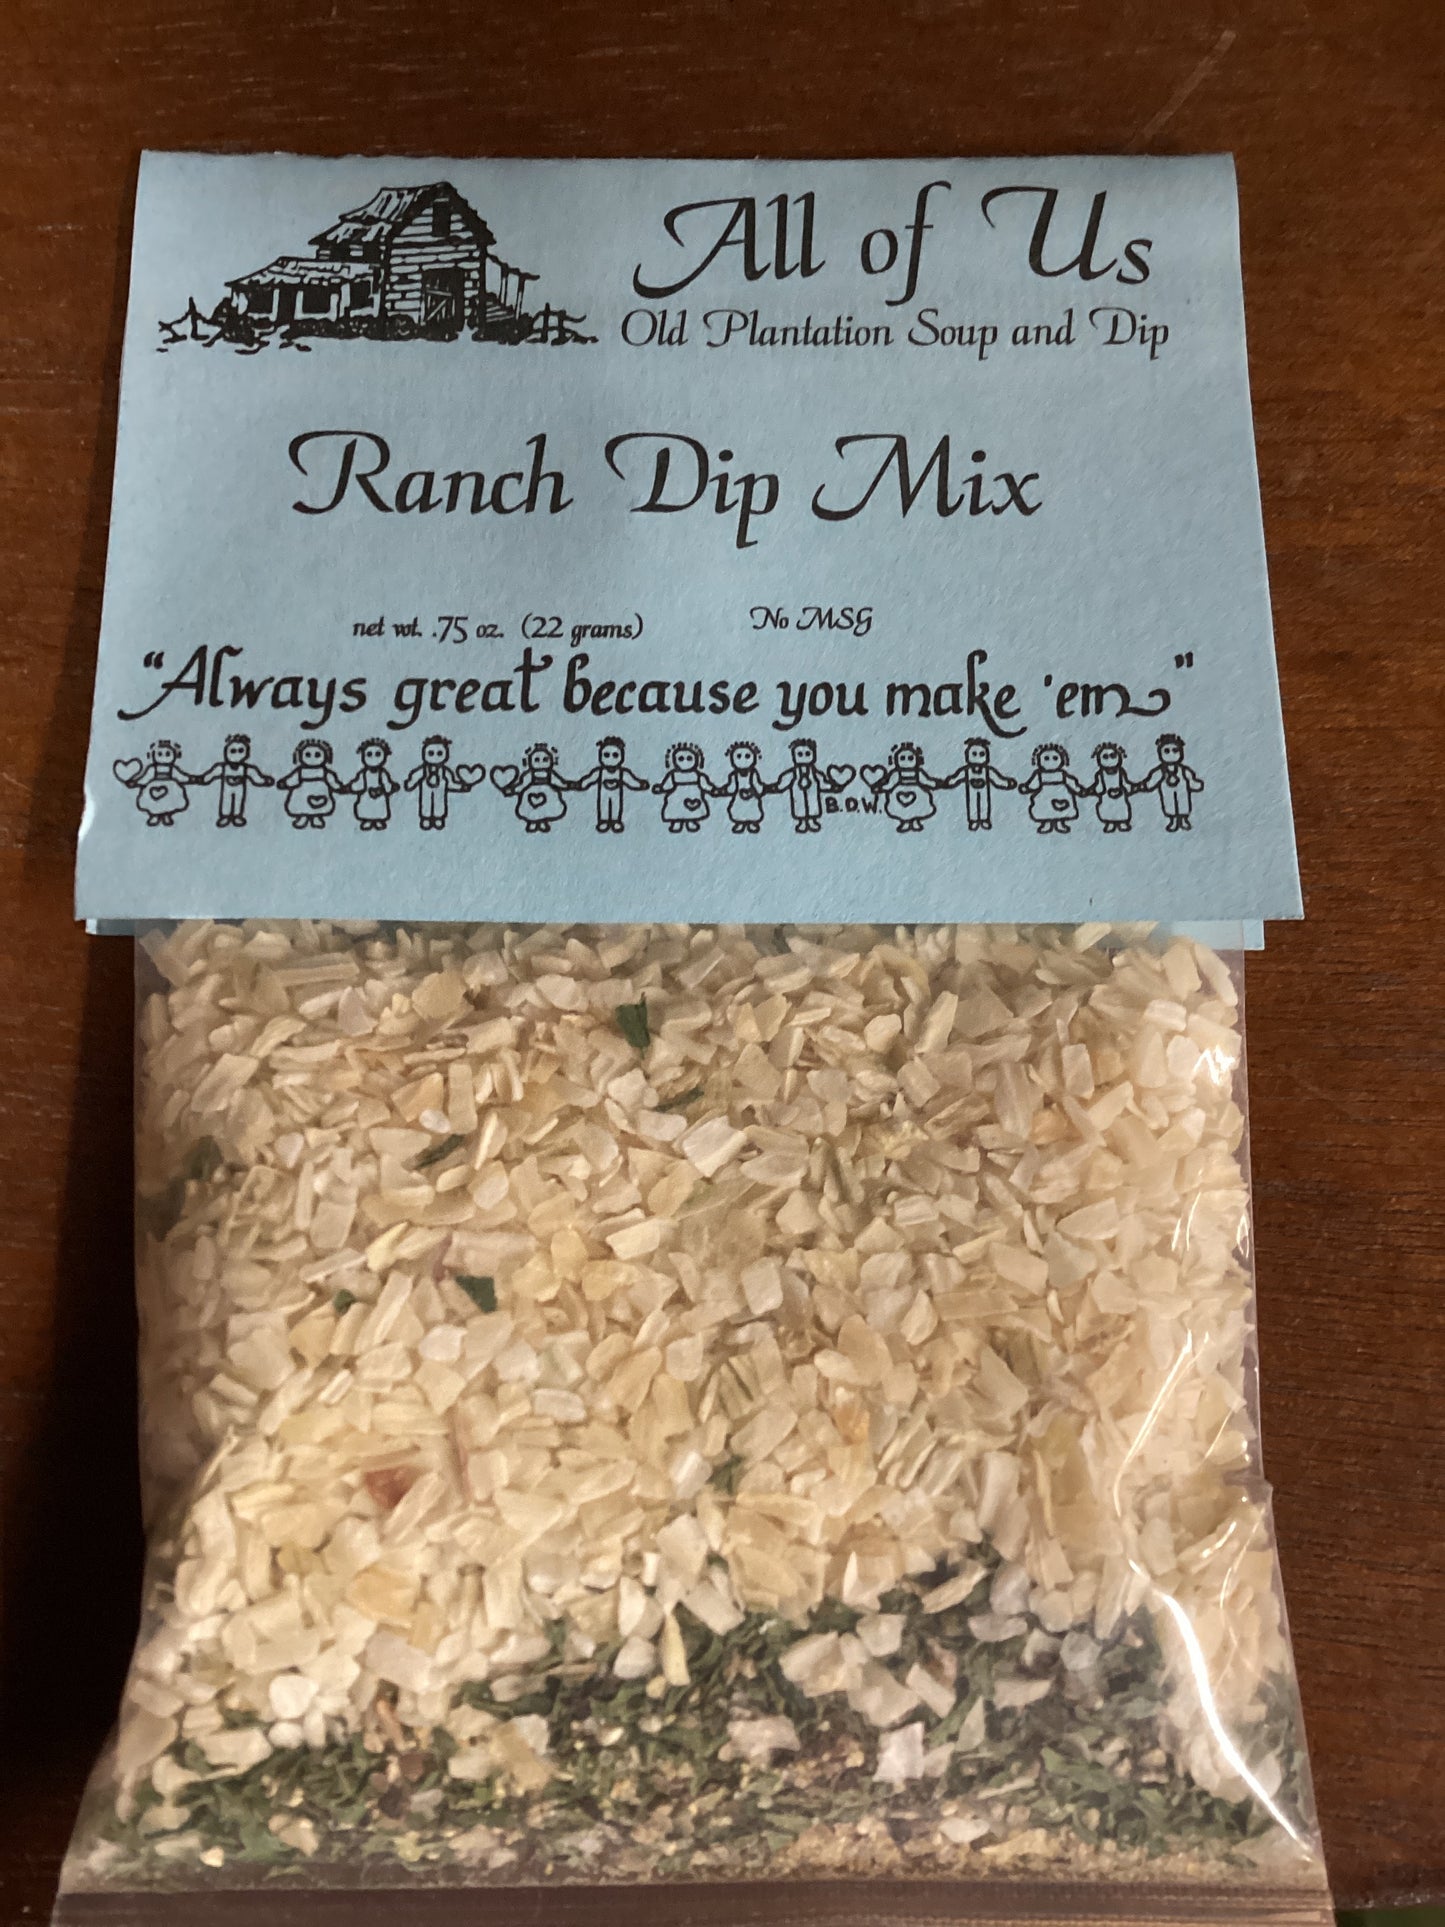 All of Us
Old Plantation Soup and Dip
Ranch Dip Mix
net wt. .75 oz. (22 grams) No MSG
"Always great because you make 'em"
B.D.W.